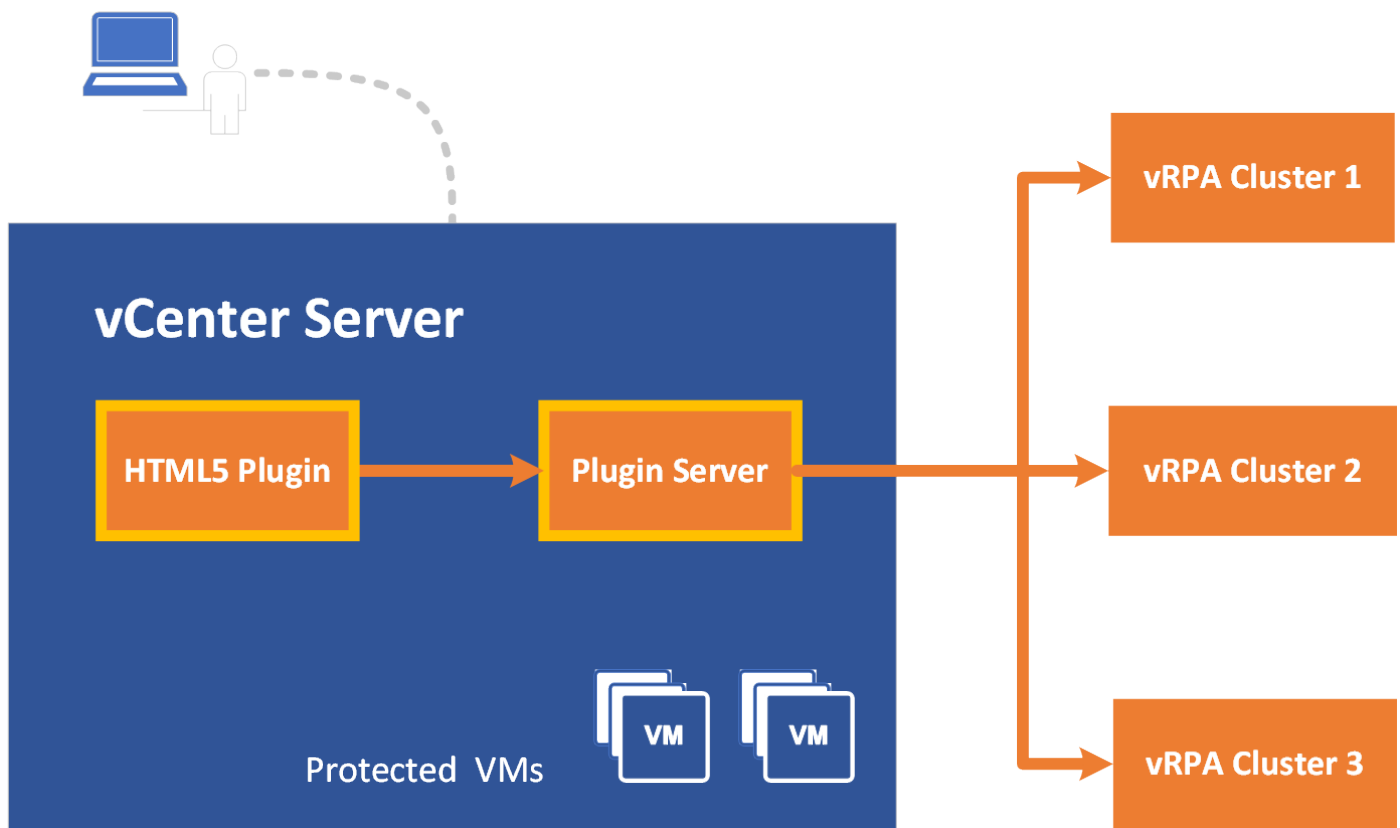 vRPA Cluster 1
vCenter Server
HTML5 Plugin
Plugin Server
vRPA Cluster 2
VM
VM
Protected VMs
vRPA Cluster 3